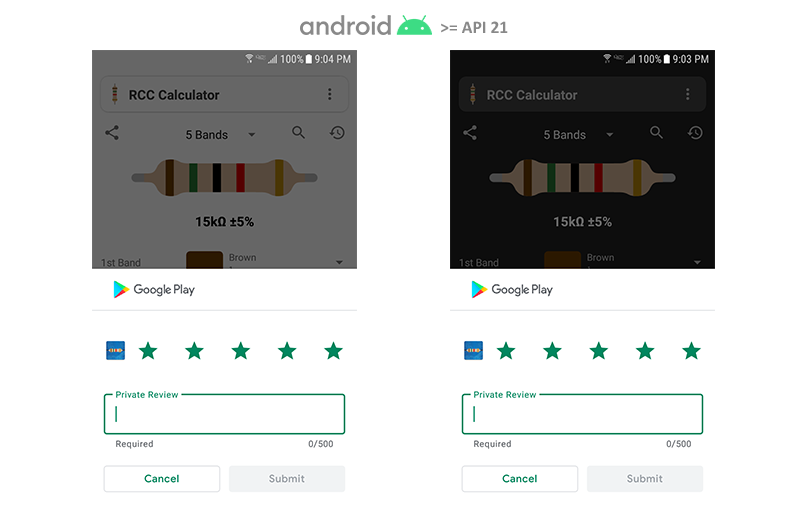 android >= API 21
100% 9:04 PM
RCC Calculator
5 Bands
15kΩ ±5%
1st Band
Brown
Google Play
Private Review
Required
0/500
Cancel
Submit
100% 9:03 PM
RCC Calculator
5 Bands
15kΩ ±5%
1st Band
Brown
Google Play
Private Review
Required
0/500
Cancel
Submit